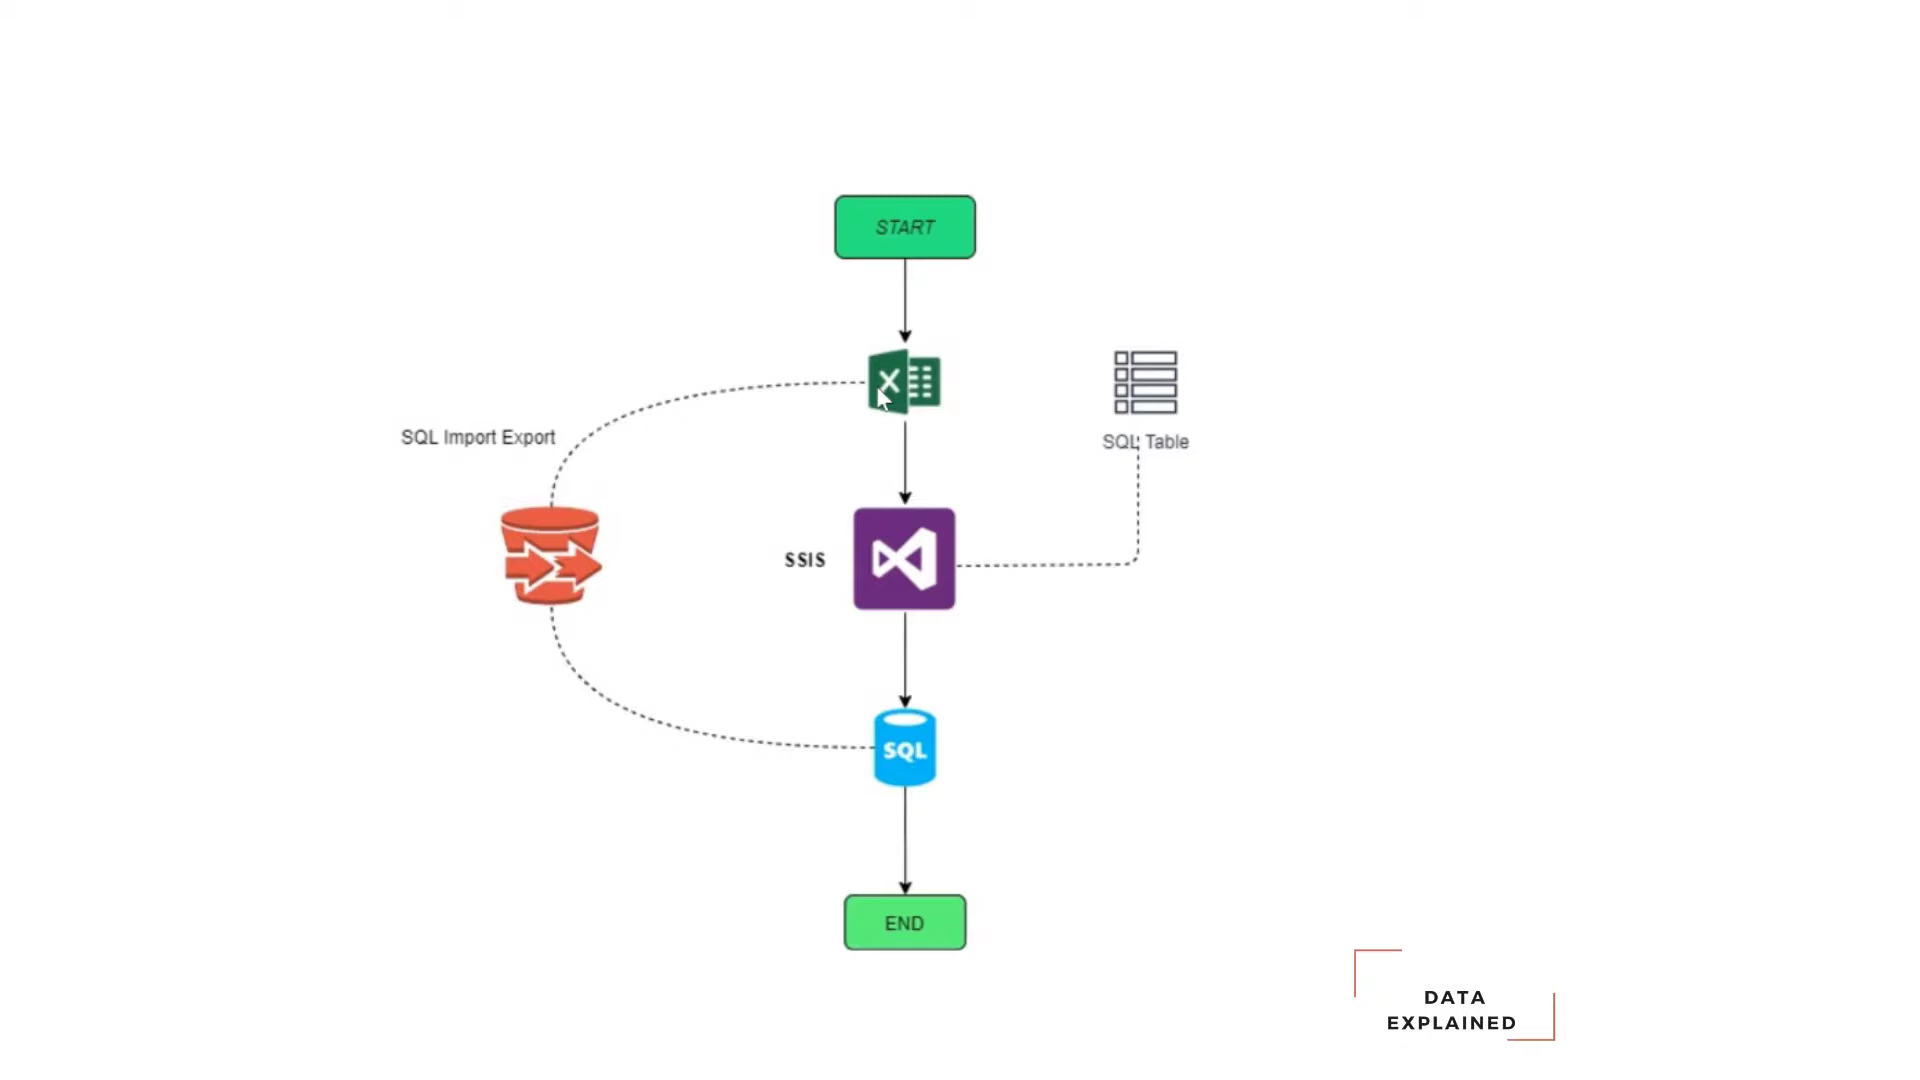 START
X
SQL Import Export
SQL Table
SSIS
SQL
END
DATA
EXPLAINED